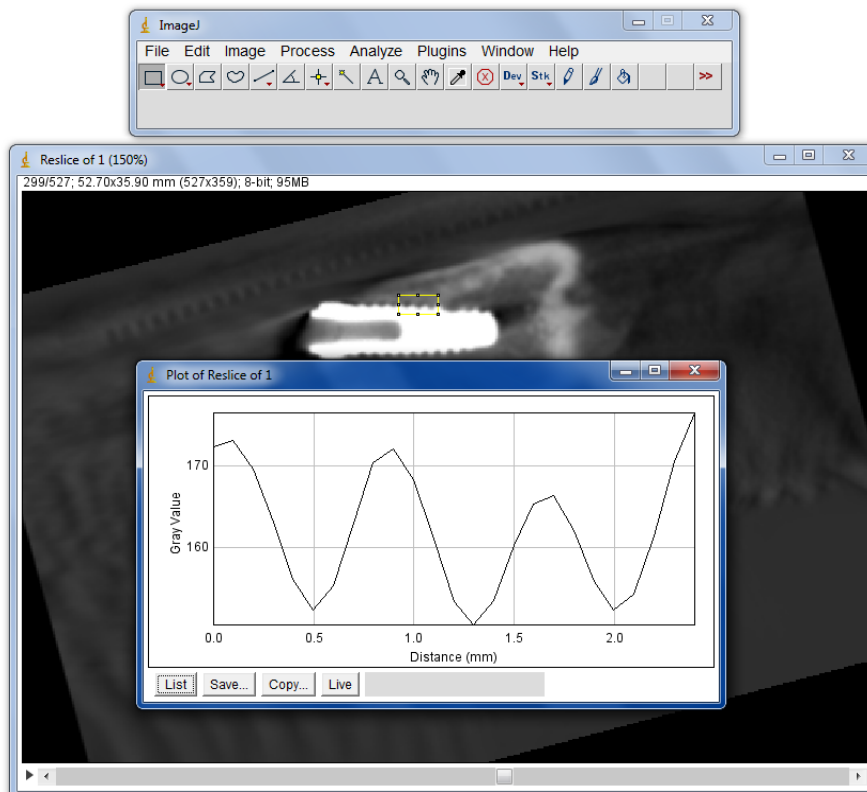 ImageJ
File Edit Image Process Analyze Plugins Window Help
A Dev Stk >>
Reslice of 1 (150%)
299/527; 52.70x35.90 mm (527x359); 8-bit; 95MB
Plot of Reslice of 1
170
160
Gray Value
0.0 0.5 1.0 1.5 2.0
Distance (mm)
List Save... Copy... Live